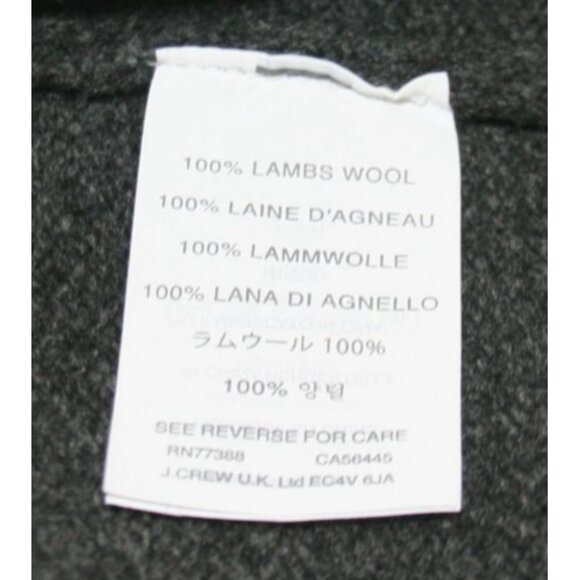 100% LAMBS WOOL
100% LAINE D'AGNEAU
100% LAMMWOLLE
100% LANA DI AGNELLO
ラムウール 100%
100% 양털
SEE REVERSE FOR CARE
RN77388 CA56445
J.CREW U.K. Ltd EC4V 6JA